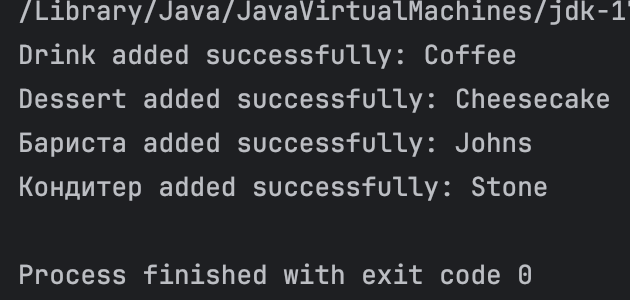 /Library/Java/JavaVirtualMachines/jdk-1
Drink added successfully: Coffee
Dessert added successfully: Cheesecake
Бариста added successfully: Johns
Кондитер added successfully: Stone
Process finished with exit code 0